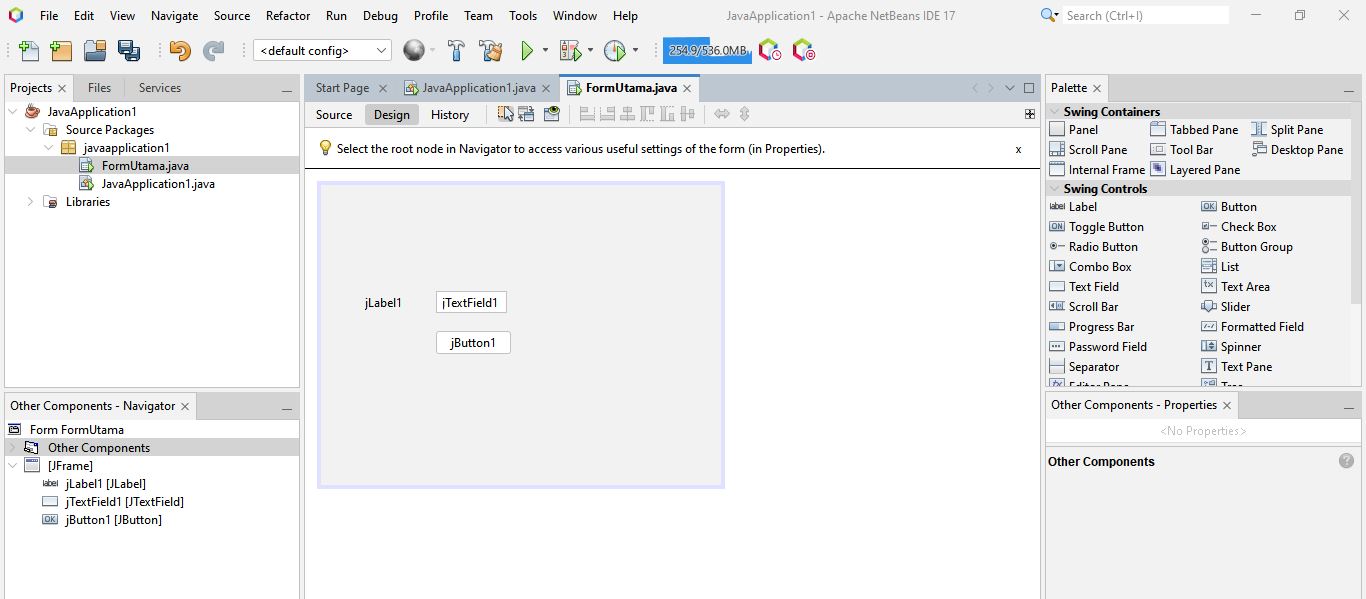 File Edit View Navigate Source Refactor Run Debug Profile Team Tools Window Help JavaApplication1 - Apache NetBeans IDE 17 Search (Ctrl+I)
<default config> 254.9/536.0MB
Projects Files Services
JavaApplication1
Source Packages
javaapplication1
FormUtama.java
JavaApplication1.java
Libraries
Other Components - Navigator
Form FormUtama
Other Components
[JFrame]
label jLabel1 [JLabel]
jTextField1 [JTextField]
OK jButton1 [JButton]
Start Page JavaApplication1.java FormUtama.java
Source Design History
Select the root node in Navigator to access various useful settings of the form (in Properties). x
jLabel1 jTextField1
jButton1
Palette
Swing Containers
Panel Tabbed Pane Split Pane
Scroll Pane Tool Bar Desktop Pane
Internal Frame Layered Pane
Swing Controls
label Label OK Button
ON Toggle Button Check Box
Radio Button Button Group
Combo Box List
Text Field Text Area
Scroll Bar Slider
Progress Bar Formatted Field
Password Field Spinner
Separator T Text Pane
Editor Pane Tree
Other Components - Properties
<No Properties>
Other Components ?